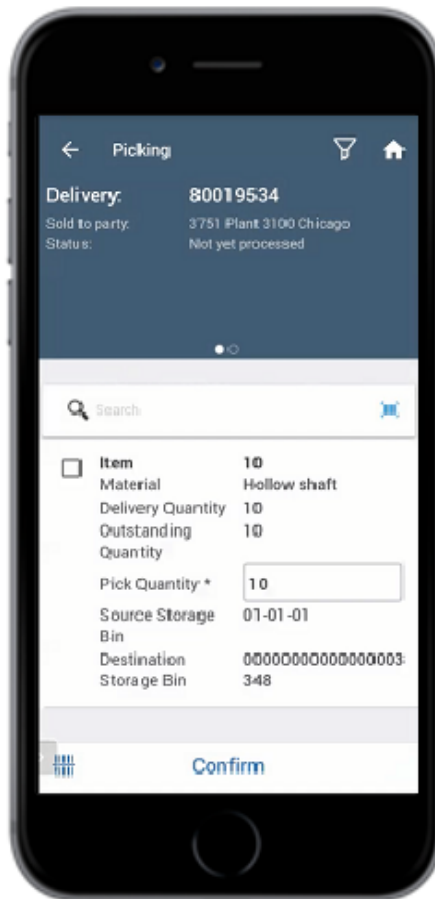 Picking
Delivery: 80019534
Sold to party: 3751 Plant 3100 Chicago
Status: Not yet processed
Search
Item 10
Material Hollow shaft
Delivery Quantity 10
Outstanding 10
Quantity
Pick Quantity * 10
Source Storage 01-01-01
Bin
Destination
Storage Bin 348
Confirm